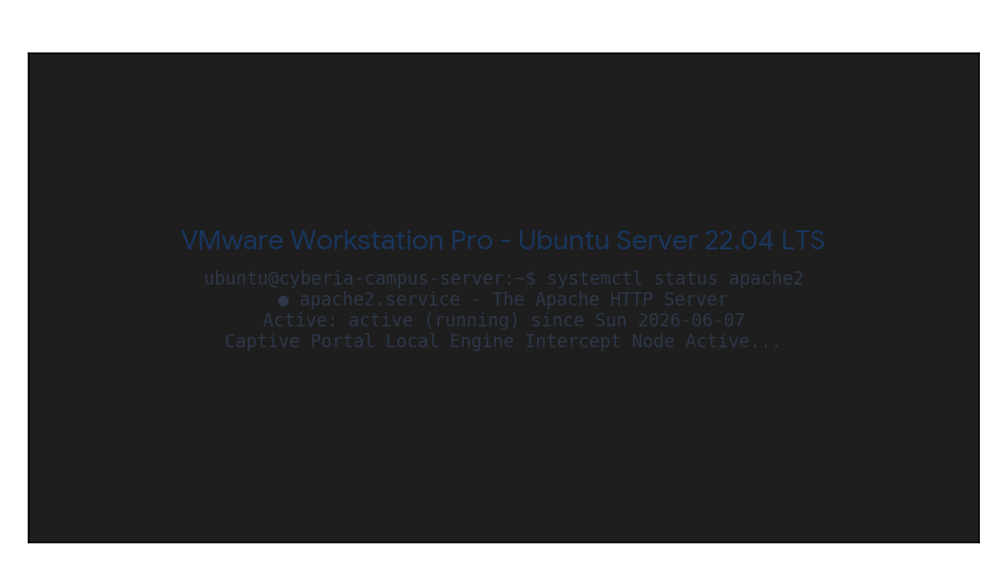 VMware Workstation Pro - Ubuntu Server 22.04 LTS
ubuntu@cyberia-campus-server:~$ systemctl status apache2
● apache2.service - The Apache HTTP Server
Active: active (running) since Sun 2026-06-07
Captive Portal Local Engine Intercept Node Active...